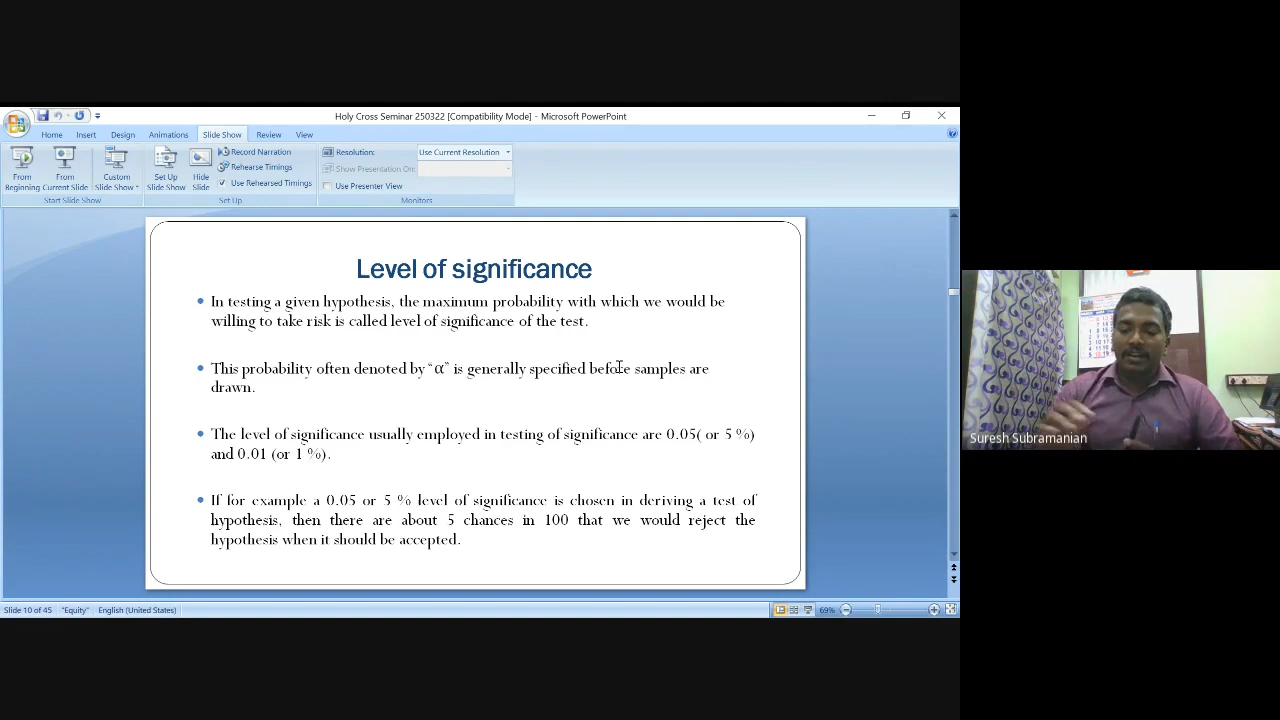 Holy Cross Seminar 250322 [Compatibility Mode] - Microsoft PowerPoint
Home Insert Design Animations Slide Show Review View
From Beginning
From Current Slide
Custom Slide Show
Start Slide Show
Set Up Slide Show
Hide Slide
Record Narration
Rehearse Timings
Use Rehearsed Timings
Set Up
Resolution: Use Current Resolution
Show Presentation On:
Use Presenter View
Monitors
Level of significance
• In testing a given hypothesis, the maximum probability with which we would be
willing to take risk is called level of significance of the test.
• This probability often denoted by “α” is generally specified before samples are
drawn.
• The level of significance usually employed in testing of significance are 0.05( or 5 %)
and 0.01 (or 1 %).
• If for example a 0.05 or 5 % level of significance is chosen in deriving a test of
hypothesis, then there are about 5 chances in 100 that we would reject the
hypothesis when it should be accepted.
Suresh Subramanian
Slide 10 of 45 "Equity" English (United States) 69%